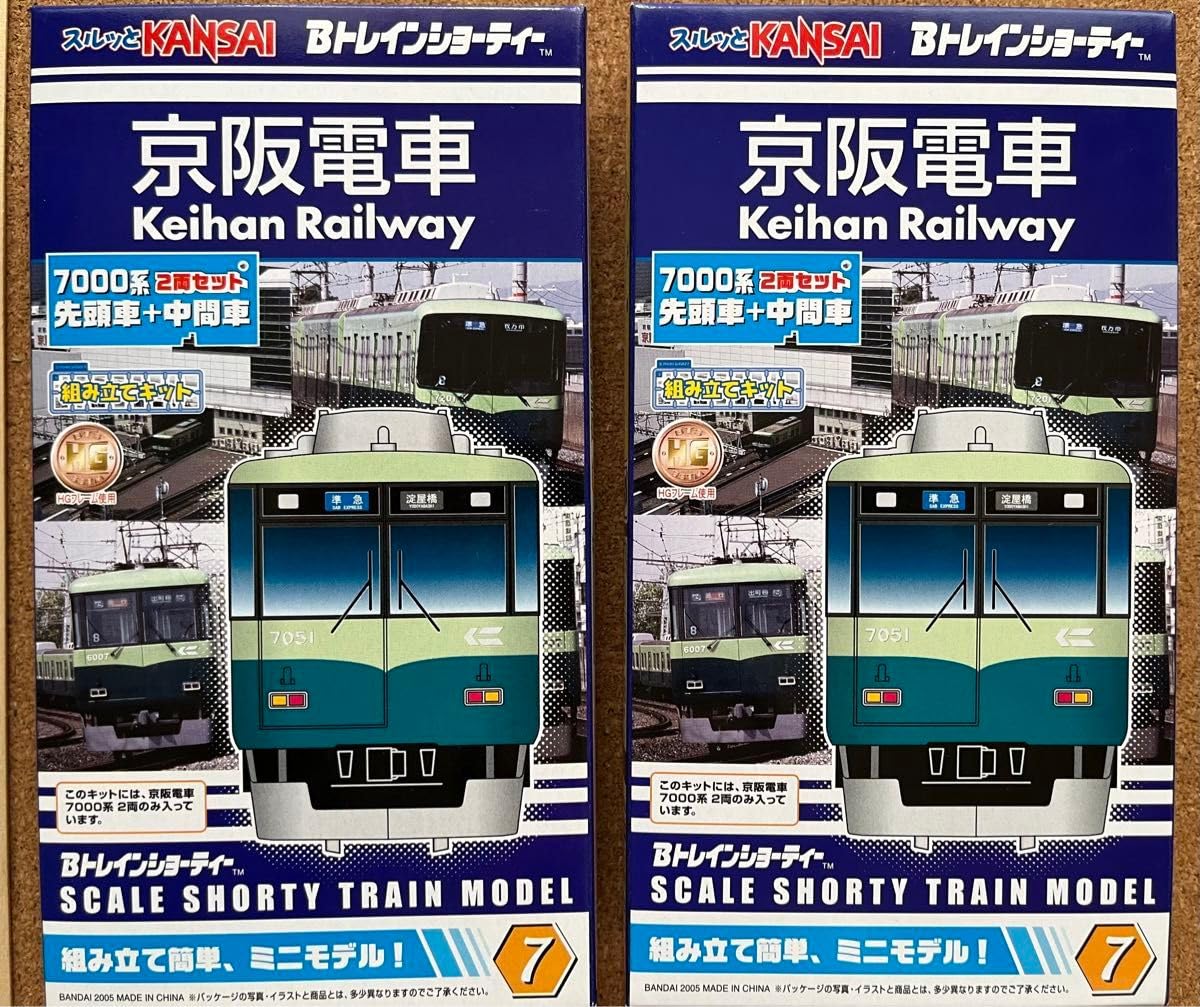 スルッとKANSAI Bトレインショーティー™
京阪電車
Keihan Railway
7000系 2両セット
先頭車+中間車
組み立てキット
HG
HGフレーム使用
準急 淀屋橋
SUB EXPRESS YODOYABASHI
7051
6007
このキットには、京阪電車
7000系 2両のみ入って
います。
Bトレインショーティー™
SCALE SHORTY TRAIN MODEL
組み立て簡単、ミニモデル!
7
BANDAI 2005 MADE IN CHINA ※パッケージの写真・イラストと商品とは、多少異なりますのでご了承ください。
スルッとKANSAI Bトレインショーティー™
京阪電車
Keihan Railway
7000系 2両セット
先頭車+中間車
組み立てキット
HG
HGフレーム使用
準急 淀屋橋
SUB EXPRESS YODOYABASHI
7051
6007
このキットには、京阪電車
7000系 2両のみ入って
います。
Bトレインショーティー™
SCALE SHORTY TRAIN MODEL
組み立て簡単、ミニモデル!
7
BANDAI 2005 MADE IN CHINA ※パッケージの写真・イラストと商品とは、多少異なりますのでご了承ください。